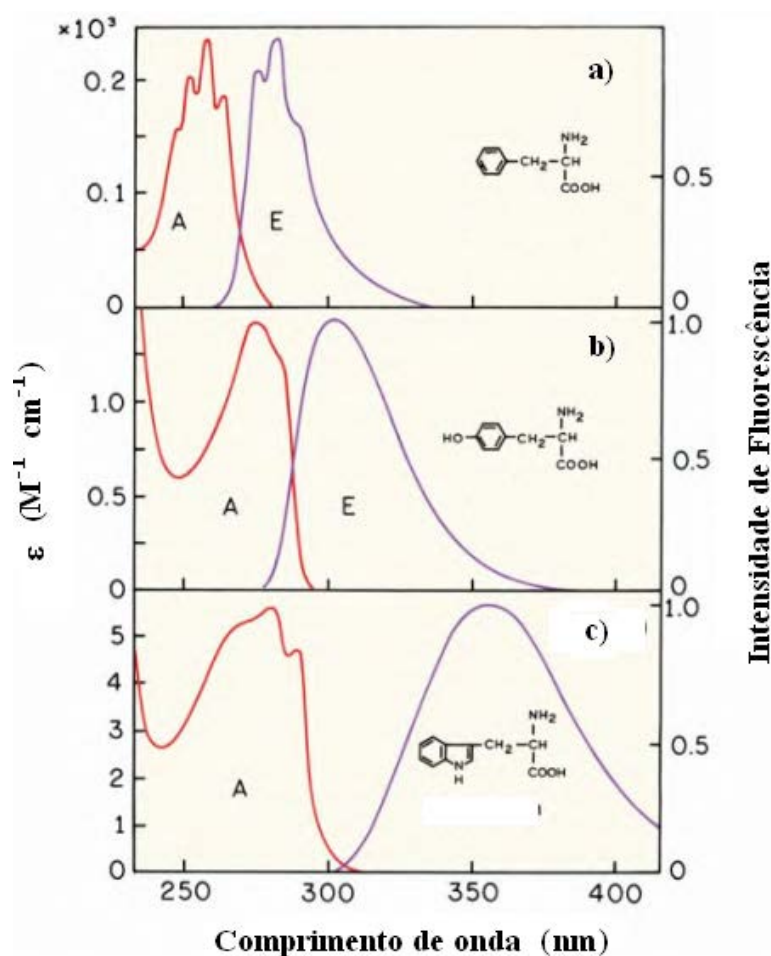 ×10³
a)
0.2
0.1
0
A
E
NH₂
CH₂-CH
COOH
0.5
0
b)
1.0
0.5
0
A
E
HO
NH₂
CH₂-CH
COOH
1.0
0.5
0
c)
5
4
3
2
1
0
A
NH₂
CH₂-CH
COOH
N
H
1.0
0.5
0
250
300
350
400
Comprimento de onda (nm)
ε (M⁻¹ cm⁻¹)
Intensidade de Fluorescência